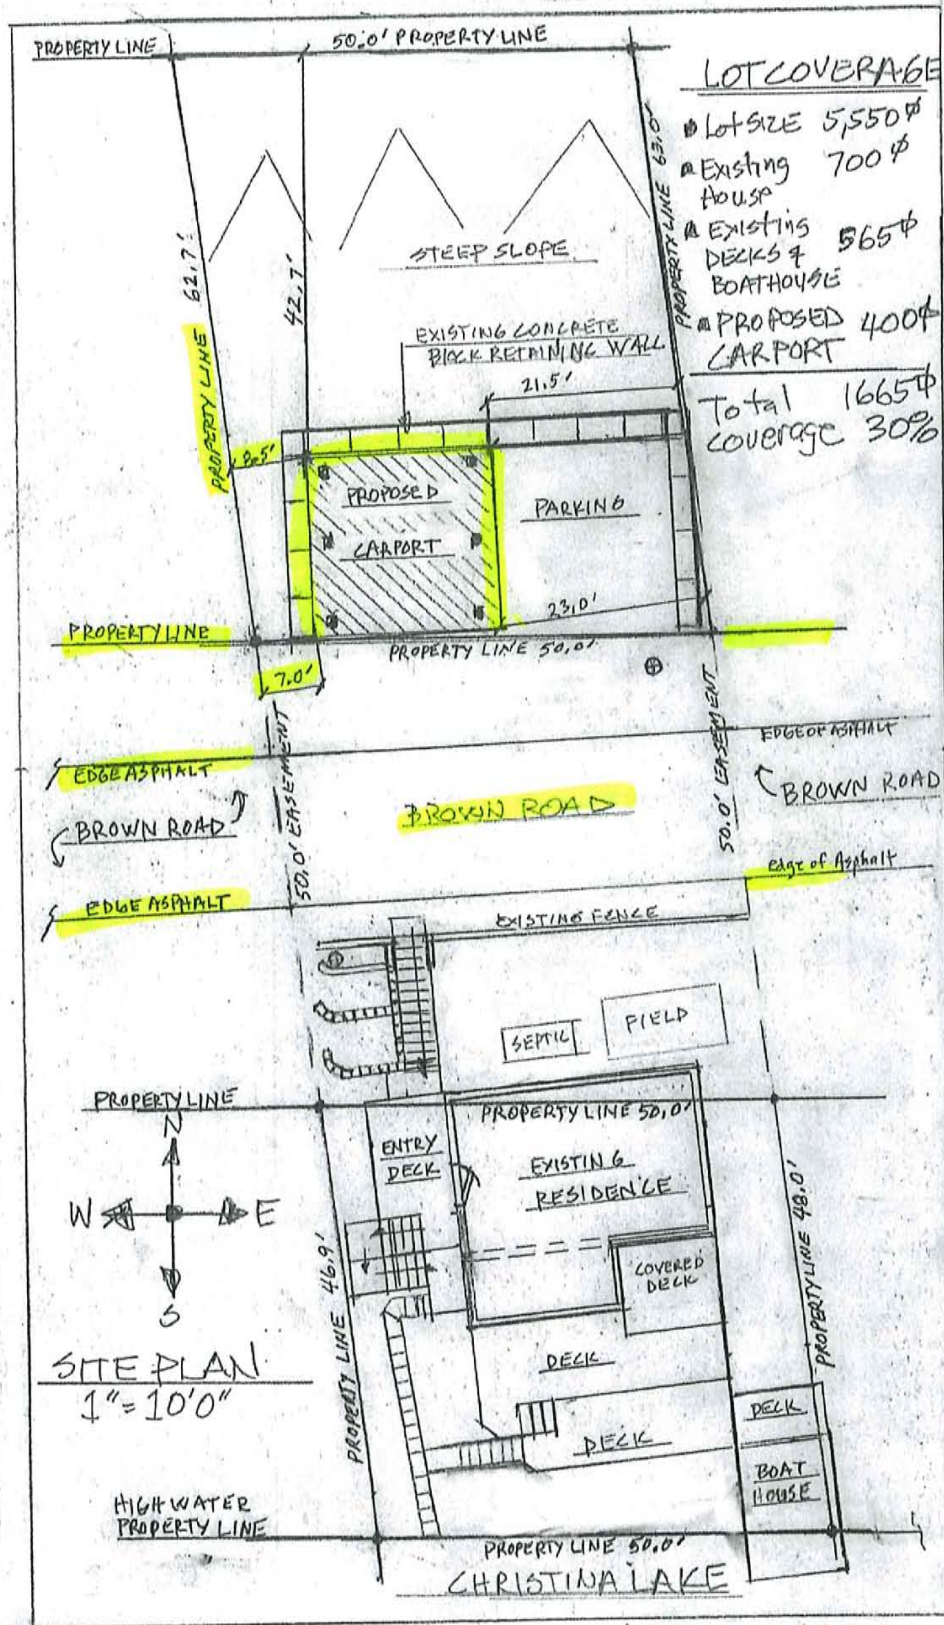 PROPERTY LINE
50.0' PROPERTY LINE
LOT COVERAGE
Lot SIZE 5,550
Existing House 700
Existing DECKS & BOATHOUSE 565
PROPOSED CARPORT 400
Total coverage 1665 30%
PROPERTY LINE 62.7'
42.7'
PROPERTY LINE 63.0'
STEEP SLOPE
EXISTING CONCRETE
BLOCK RETAINING WALL
21.5'
8.5'
PROPOSED
CARPORT
PARKING
23.0'
PROPERTY LINE
PROPERTY LINE 50.0'
7.0'
50.0' EASEMENT
50.0' EASEMENT
EDGE ASPHALT
EDGE OF ASPHALT
BROWN ROAD
BROWN ROAD
BROWN ROAD
EDGE ASPHALT
edge of Asphalt
EXISTING FENCE
SEPTIC
FIELD
PROPERTY LINE
PROPERTY LINE 50.0'
N
W
E
S
ENTRY
DECK
EXISTING
RESIDENCE
COVERED
DECK
PROPERTY LINE 46.9'
PROPERTY LINE 48.0'
SITE PLAN
1" = 10'0"
DECK
DECK
DECK
BOAT
HOUSE
HIGH WATER
PROPERTY LINE
PROPERTY LINE 50.0'
CHRISTINA LAKE